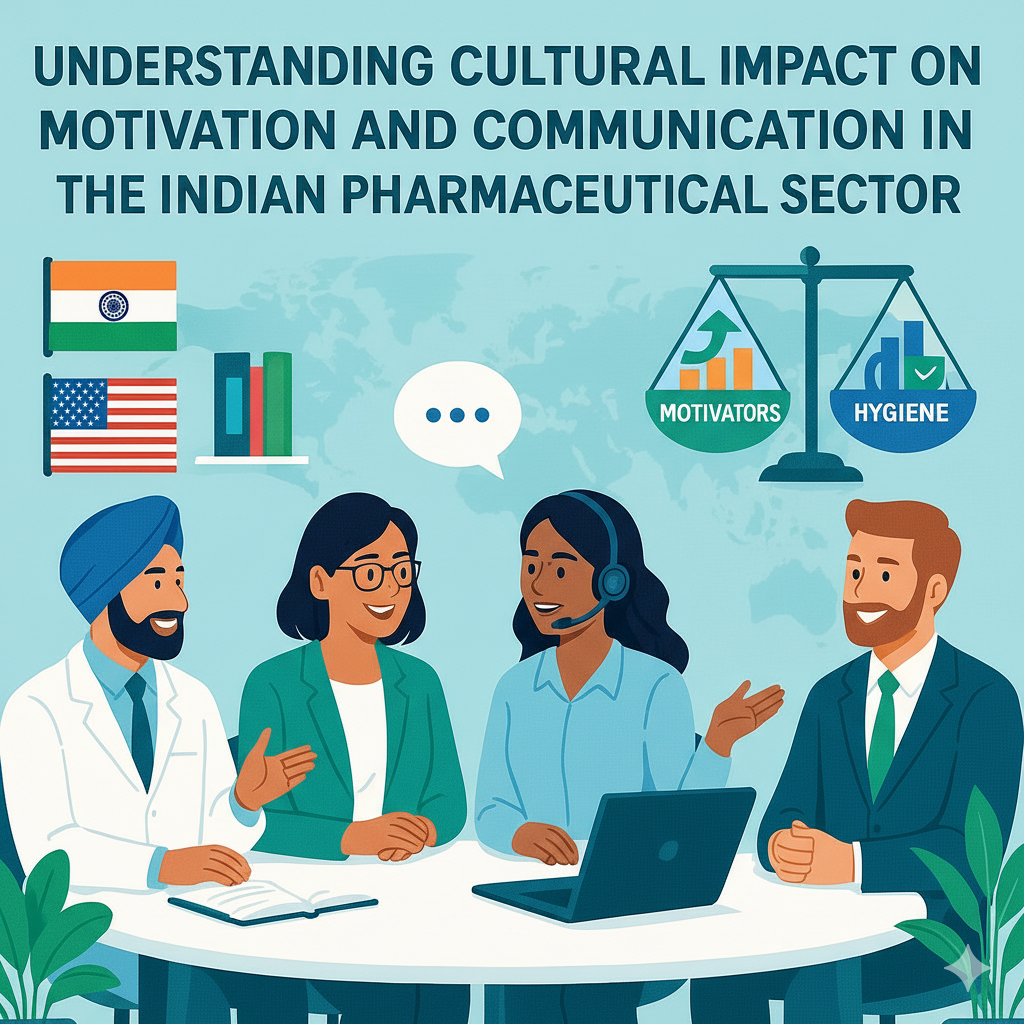 UNDERSTANDING CULTURAL IMPACT ON
MOTIVATION AND COMMUNICATION IN
THE INDIAN PHARMACEUTICAL SECTOR
MOTIVATORS
HYGIENE